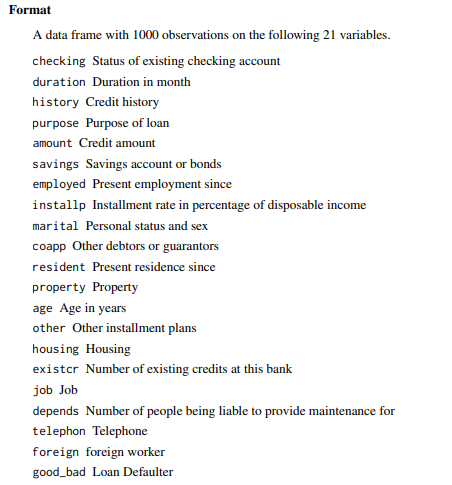 Format
A data frame with 1000 observations on the following 21 variables.
checking Status of existing checking account
duration Duration in month
history Credit history
purpose Purpose of loan
amount Credit amount
savings Savings account or bonds
employed Present employment since
installp Installment rate in percentage of disposable income
marital Personal status and sex
coapp Other debtors or guarantors
resident Present residence since
property Property
age Age in years
other Other installment plans
housing Housing
existcr Number of existing credits at this bank
job Job
depends Number of people being liable to provide maintenance for
telephon Telephone
foreign foreign worker
good_bad Loan Defaulter